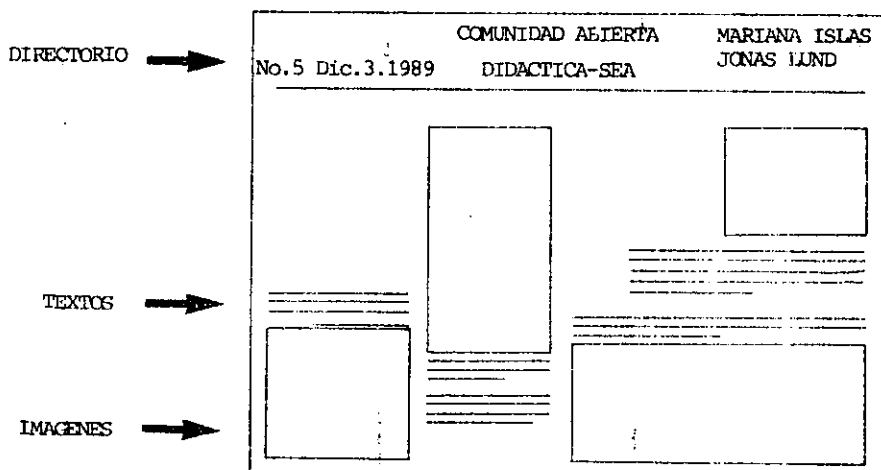 COMUNIDAD ABIERTA
MARIANA ISLAS
DIRECTORIO
No.5 Dic.3.1989
DIDACTICA-SEA
JONAS LUND
TEXTOS
IMAGENES